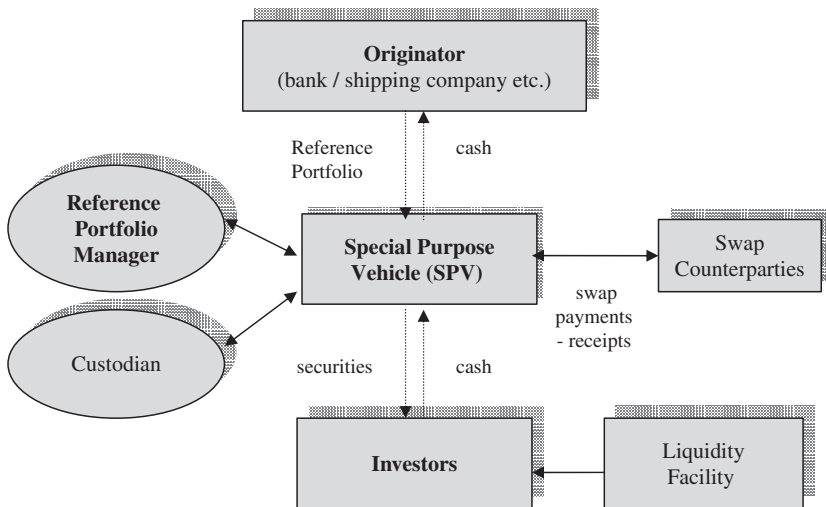 Originator
(bank / shipping company etc.)
Reference
Portfolio
cash
Reference
Portfolio
Manager
Special Purpose
Vehicle (SPV)
Swap
Counterparties
swap
payments
- receipts
Custodian
securities
cash
Investors
Liquidity
Facility